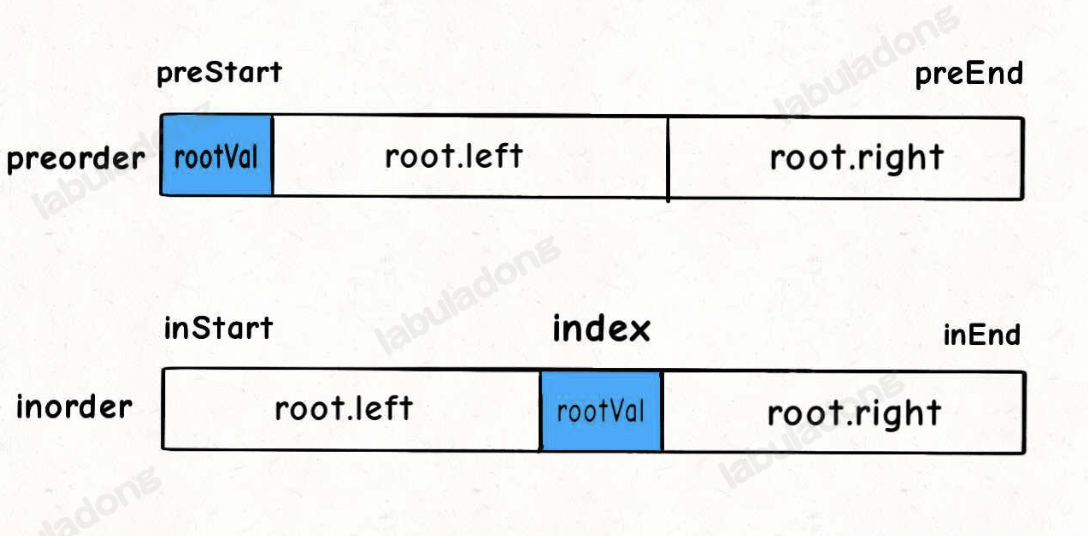 preStart preEnd
preorder rootVal root.left root.right
inStart index inEnd
inorder root.left rootVal root.right
labuladong
labuladong
labuladong
labuladong
labuladong